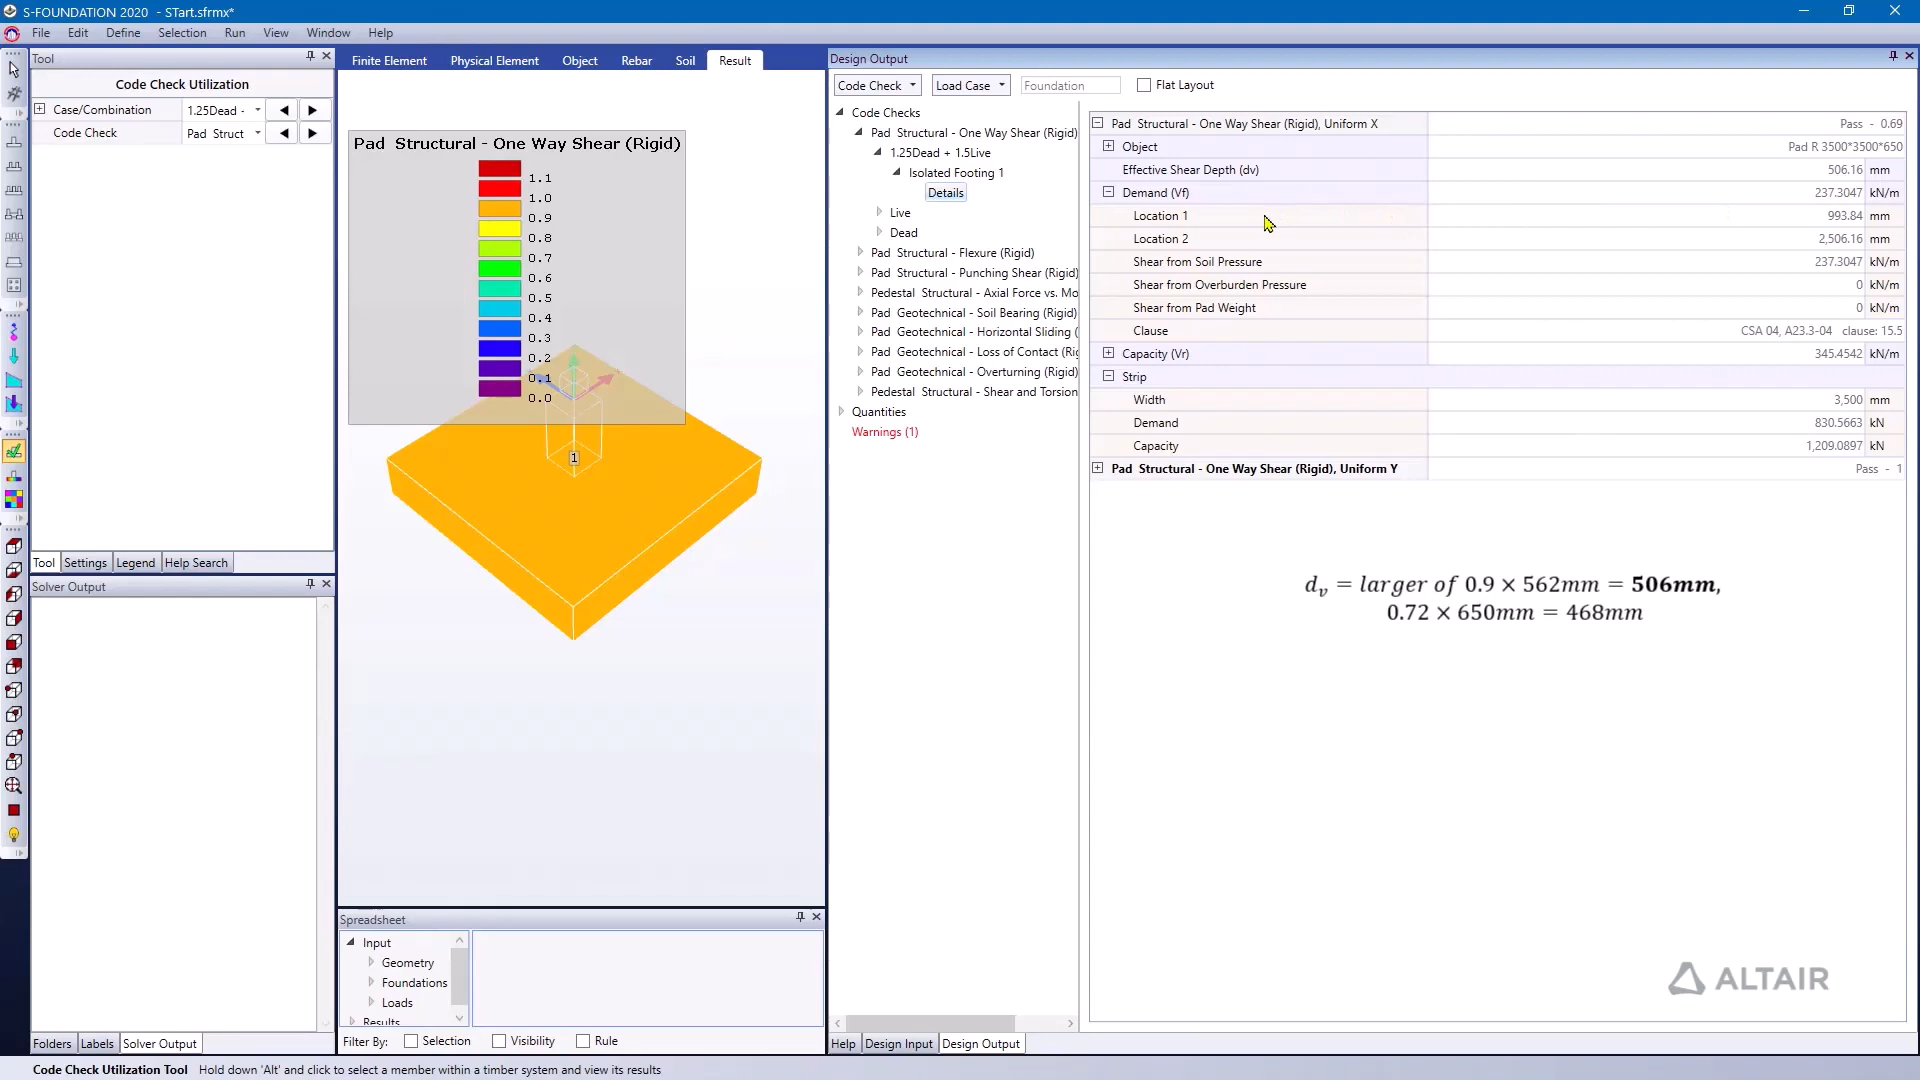 S-FOUNDATION 2020 - STart.sfrmx*
File Edit Define Selection Run View Window Help
Tool
Code Check Utilization
Case/Combination 1.25Dead -
Code Check Pad Struct
Tool Settings Legend Help Search
Solver Output
Folders Labels Solver Output
Finite Element Physical Element Object Rebar Soil Result
Pad Structural - One Way Shear (Rigid)
1.1
1.0
0.9
0.8
0.7
0.6
0.5
0.4
0.3
0.2
0.1
0.0
1
Spreadsheet
Input
Geometry
Foundations
Loads
Results
Filter By: Selection Visibility Rule
Design Output
Code Check Load Case Foundation Flat Layout
Code Checks
Pad Structural - One Way Shear (Rigid)
1.25Dead + 1.5Live
Isolated Footing 1
Details
Live
Dead
Pad Structural - Flexure (Rigid)
Pad Structural - Punching Shear (Rigid)
Pedestal Structural - Axial Force vs. Mo
Pad Geotechnical - Soil Bearing (Rigid)
Pad Geotechnical - Horizontal Sliding (
Pad Geotechnical - Loss of Contact (Rig
Pad Geotechnical - Overturning (Rigid)
Pedestal Structural - Shear and Torsion
Quantities
Warnings (1)
Pad Structural - One Way Shear (Rigid), Uniform X Pass - 0.69
Object Pad R 3500*3500*650
Effective Shear Depth (dv) 506.16 mm
Demand (Vf) 237.3047 kN/m
Location 1 993.84 mm
Location 2 2,506.16 mm
Shear from Soil Pressure 237.3047 kN/m
Shear from Overburden Pressure 0 kN/m
Shear from Pad Weight 0 kN/m
Clause CSA 04, A23.3-04 clause: 15.5
Capacity (Vr) 345.4542 kN/m
Strip
Width 3,500 mm
Demand 830.5663 kN
Capacity 1,209.0897 kN
Pad Structural - One Way Shear (Rigid), Uniform Y Pass - 1
dv = larger of 0.9 × 562mm = 506mm,
0.72 × 650mm = 468mm
ALTAIR
Help Design Input Design Output
Code Check Utilization Tool Hold down 'Alt' and click to select a member within a timber system and view its results